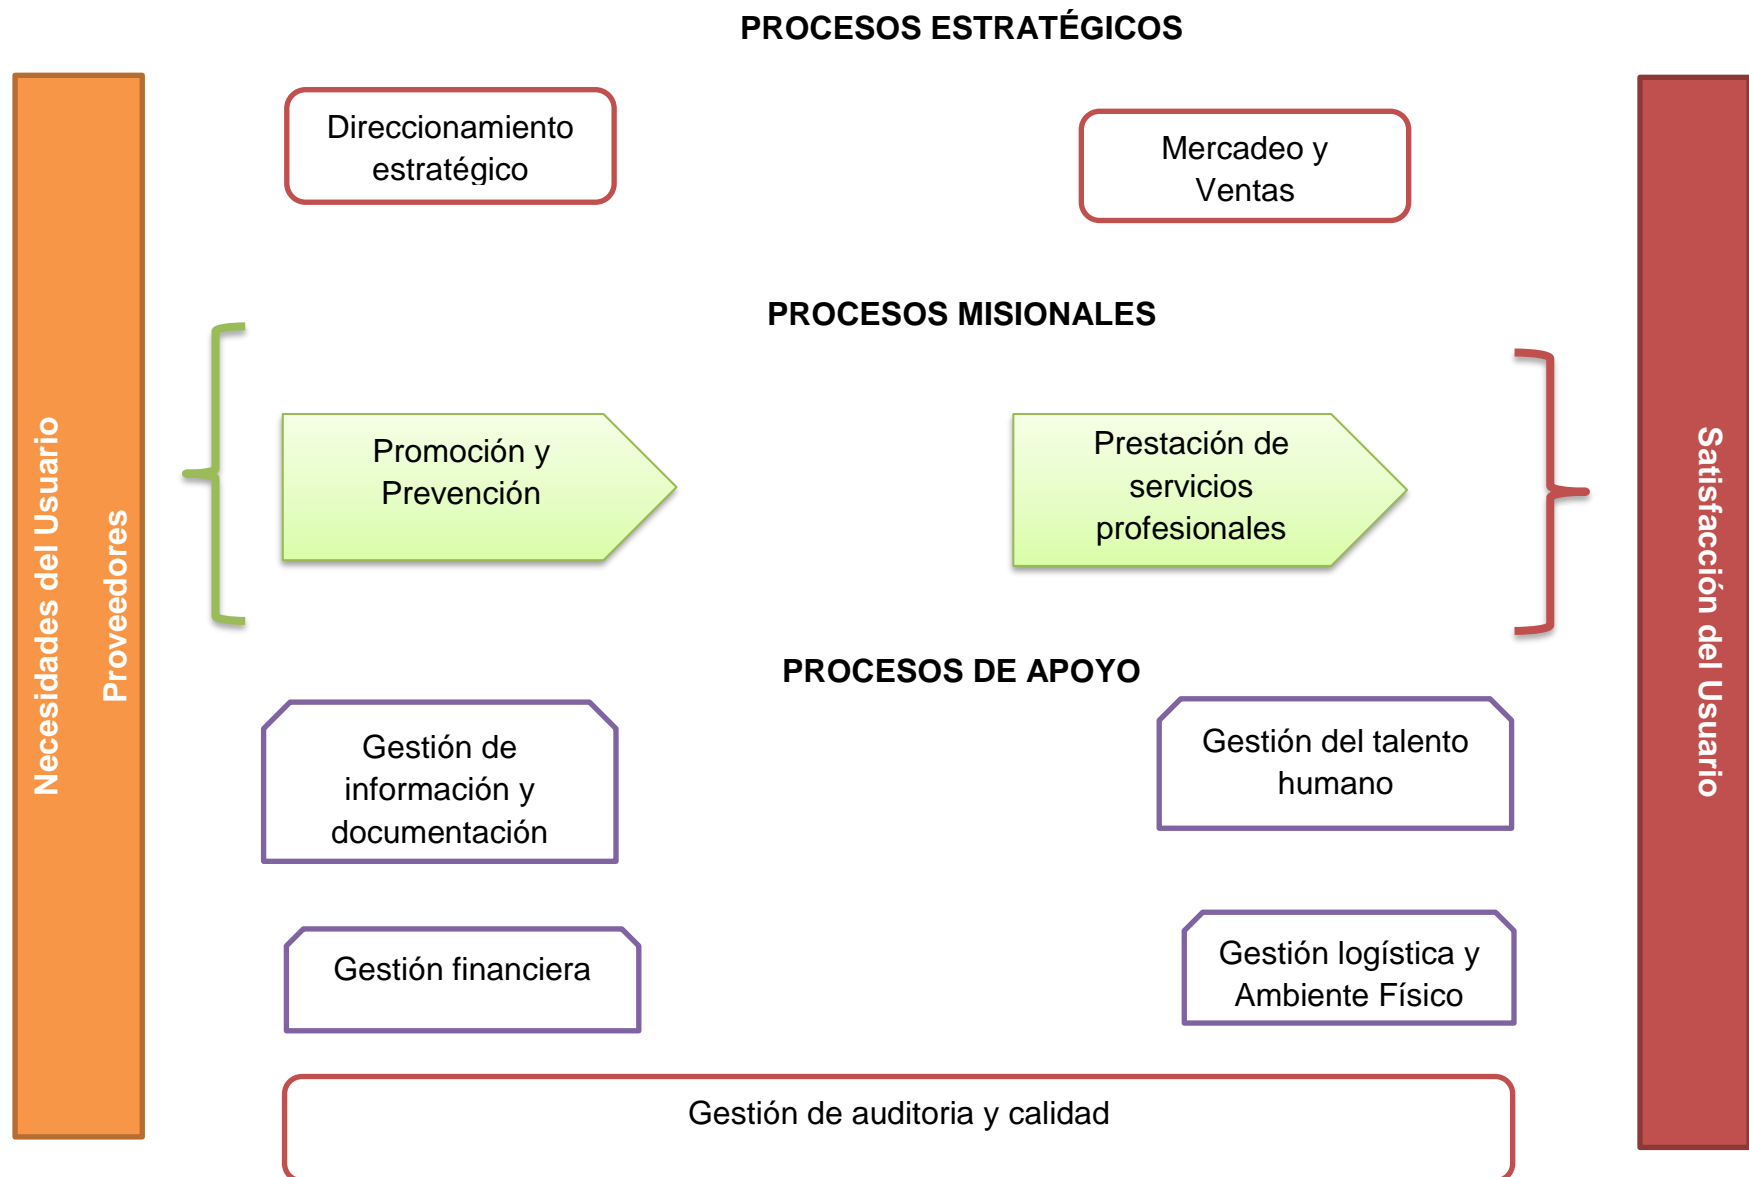 PROCESOS ESTRATÉGICOS
Direccionamiento
estratégico
Mercadeo y
Ventas
PROCESOS MISIONALES
Necesidades del Usuario
Proveedores
Promoción y
Prevención
Prestación de
servicios
profesionales
Satisfacción del Usuario
PROCESOS DE APOYO
Gestión de
información y
documentación
Gestión del talento
humano
Gestión financiera
Gestión logística y
Ambiente Físico
Gestión de auditoria y calidad